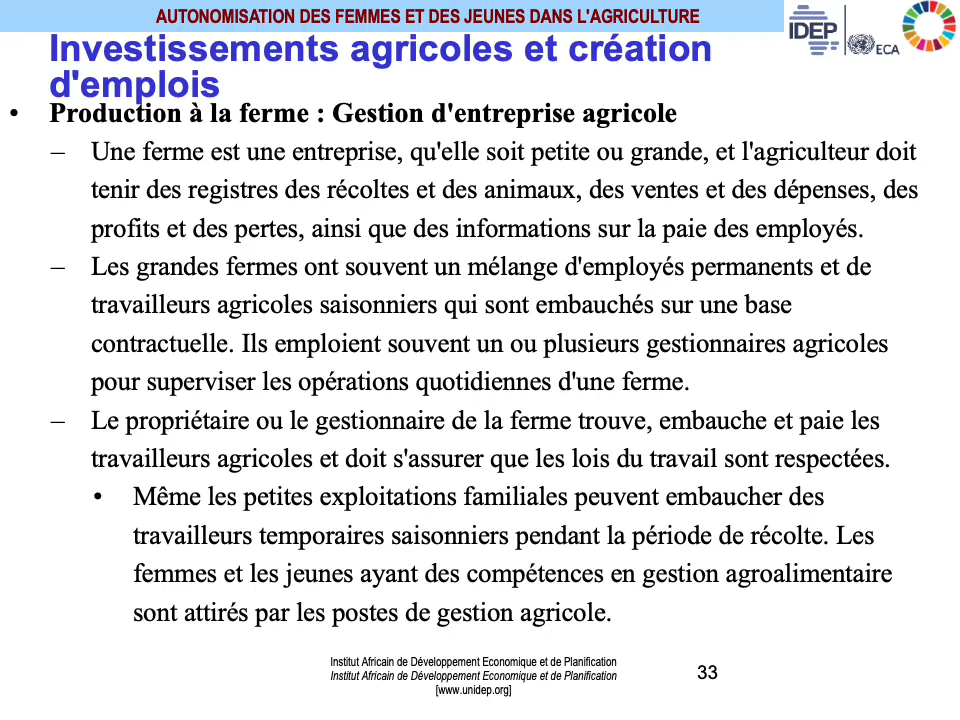 AUTONOMISATION DES FEMMES ET DES JEUNES DANS L'AGRICULTURE
IDEP
ECA
Investissements agricoles et création
d'emplois
• Production à la ferme : Gestion d'entreprise agricole
– Une ferme est une entreprise, qu'elle soit petite ou grande, et l'agriculteur doit
tenir des registres des récoltes et des animaux, des ventes et des dépenses, des
profits et des pertes, ainsi que des informations sur la paie des employés.
– Les grandes fermes ont souvent un mélange d'employés permanents et de
travailleurs agricoles saisonniers qui sont embauchés sur une base
contractuelle. Ils emploient souvent un ou plusieurs gestionnaires agricoles
pour superviser les opérations quotidiennes d'une ferme.
– Le propriétaire ou le gestionnaire de la ferme trouve, embauche et paie les
travailleurs agricoles et doit s'assurer que les lois du travail sont respectées.
• Même les petites exploitations familiales peuvent embaucher des
travailleurs temporaires saisonniers pendant la période de récolte. Les
femmes et les jeunes ayant des compétences en gestion agroalimentaire
sont attirés par les postes de gestion agricole.
Institut Africain de Développement Economique et de Planification
Institut Africain de Développement Economique et de Planification
[www.unidep.org]
33